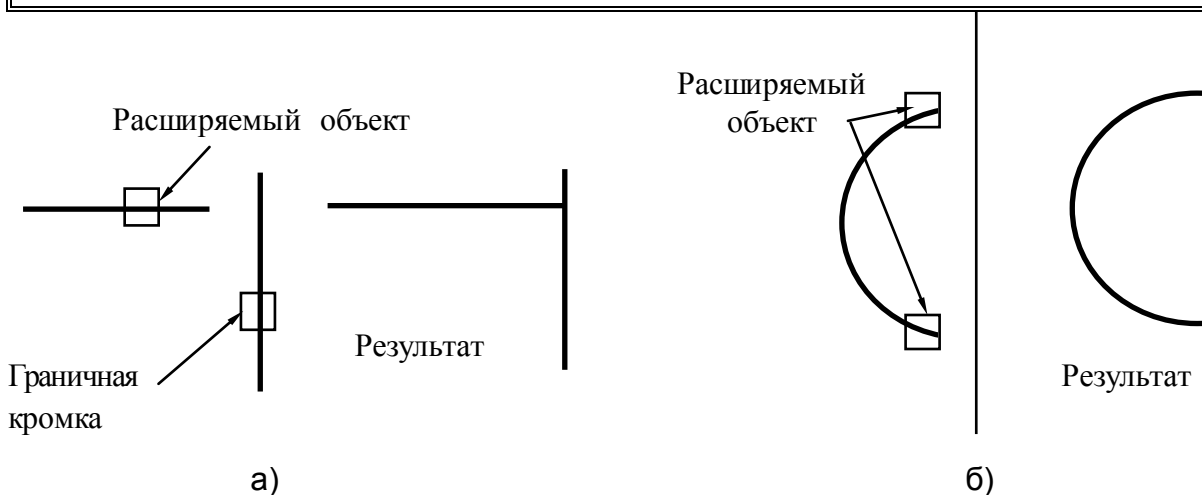 Расширяемый объект
Граничная
кромка
Результат
а)
Расширяемый
объект
Результат
б)